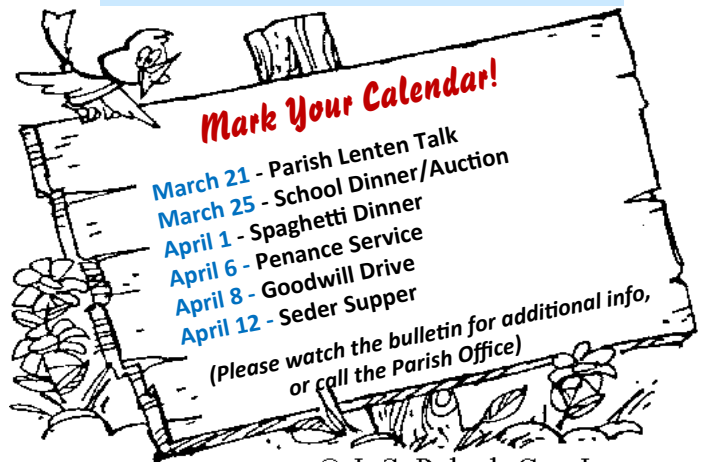 Mark Your Calendar!
March 21 - Parish Lenten Talk
March 25 - School Dinner/Auction
April 1 - Spaghetti Dinner
April 6 - Penance Service
April 8 - Goodwill Drive
April 12 - Seder Supper
(Please watch the bulletin for additional info,
or call the Parish Office)